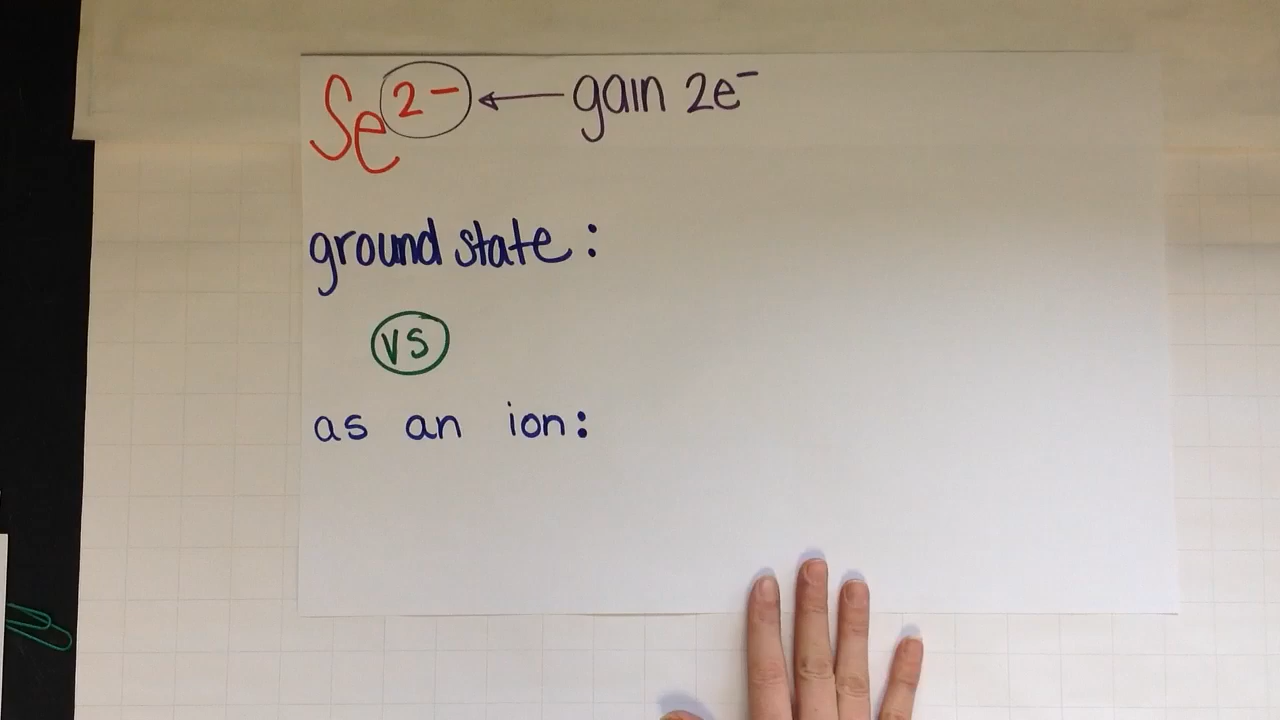 Se²⁻ ← gain 2e⁻
ground state:
vs
as an ion: